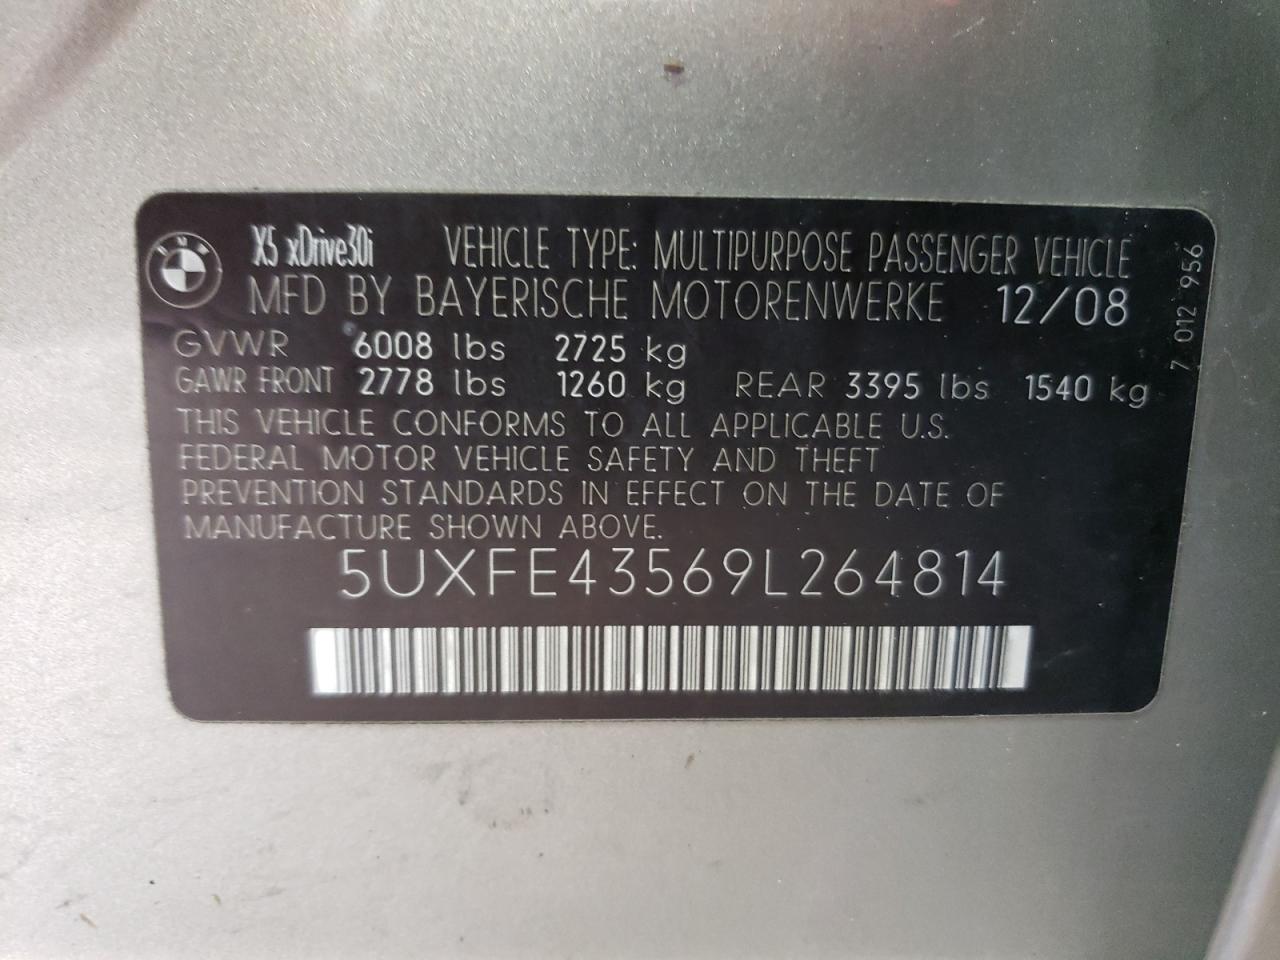 BMW
X5 xDrive30i VEHICLE TYPE: MULTIPURPOSE PASSENGER VEHICLE
MFD BY BAYERISCHE MOTORENWERKE 12/08
GVWR 6008 lbs 2725 kg
GAWR FRONT 2778 lbs 1260 kg REAR 3395 lbs 1540 kg
THIS VEHICLE CONFORMS TO ALL APPLICABLE U.S.
FEDERAL MOTOR VEHICLE SAFETY AND THEFT
PREVENTION STANDARDS IN EFFECT ON THE DATE OF
MANUFACTURE SHOWN ABOVE.
5UXFE43569L264814
7 012 956